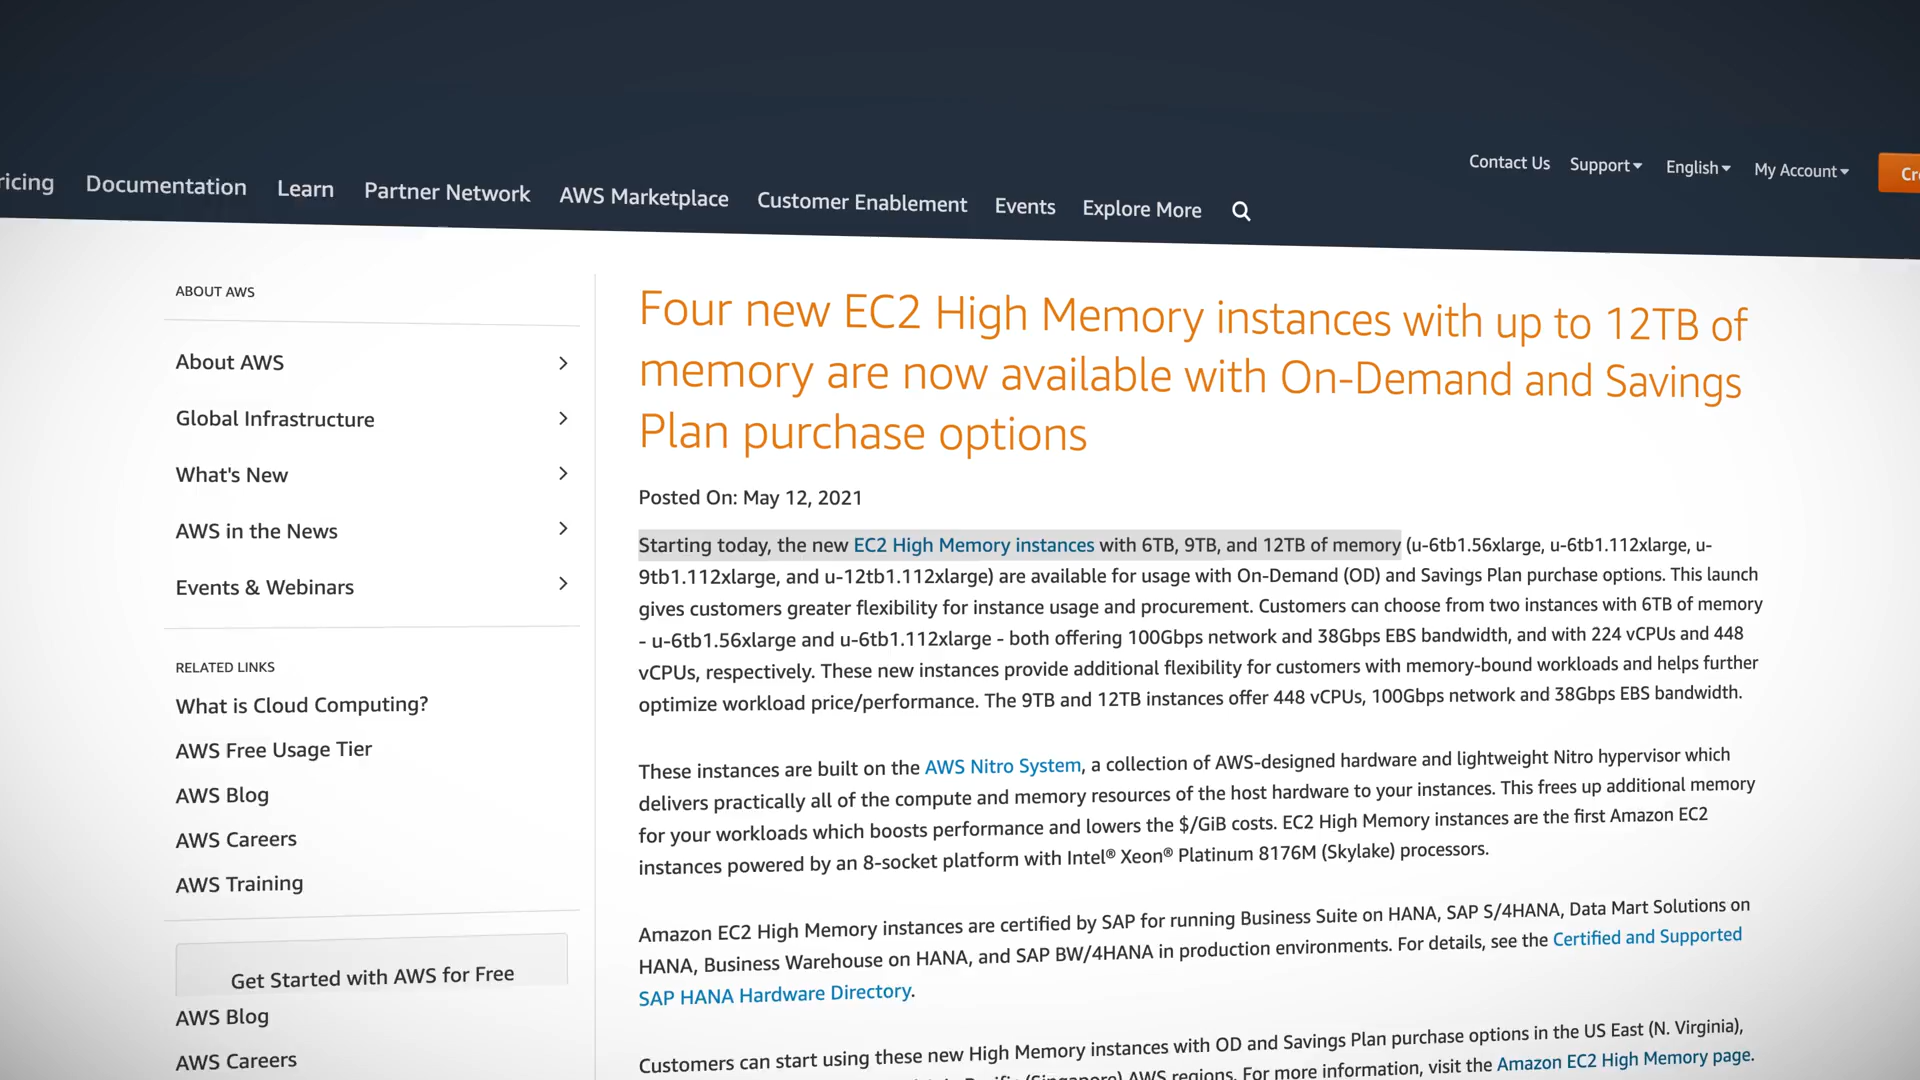 Contact Us Support English My Account
Documentation Learn Partner Network AWS Marketplace Customer Enablement Events Explore More
ABOUT AWS
About AWS
Global Infrastructure
What's New
AWS in the News
Events & Webinars
RELATED LINKS
What is Cloud Computing?
AWS Free Usage Tier
AWS Blog
AWS Careers
AWS Training
Get Started with AWS for Free
AWS Blog
AWS Careers
Four new EC2 High Memory instances with up to 12TB of
memory are now available with On-Demand and Savings
Plan purchase options
Posted On: May 12, 2021
Starting today, the new EC2 High Memory instances with 6TB, 9TB, and 12TB of memory (u-6tb1.56xlarge, u-6tb1.112xlarge, u-
9tb1.112xlarge, and u-12tb1.112xlarge) are available for usage with On-Demand (OD) and Savings Plan purchase options. This launch
gives customers greater flexibility for instance usage and procurement. Customers can choose from two instances with 6TB of memory
- u-6tb1.56xlarge and u-6tb1.112xlarge - both offering 100Gbps network and 38Gbps EBS bandwidth, and with 224 vCPUs and 448
vCPUs, respectively. These new instances provide additional flexibility for customers with memory-bound workloads and helps further
optimize workload price/performance. The 9TB and 12TB instances offer 448 vCPUs, 100Gbps network and 38Gbps EBS bandwidth.
These instances are built on the AWS Nitro System, a collection of AWS-designed hardware and lightweight Nitro hypervisor which
delivers practically all of the compute and memory resources of the host hardware to your instances. This frees up additional memory
for your workloads which boosts performance and lowers the $/GiB costs. EC2 High Memory instances are the first Amazon EC2
instances powered by an 8-socket platform with Intel® Xeon® Platinum 8176M (Skylake) processors.
Amazon EC2 High Memory instances are certified by SAP for running Business Suite on HANA, SAP S/4HANA, Data Mart Solutions on
HANA, Business Warehouse on HANA, and SAP BW/4HANA in production environments. For details, see the Certified and Supported
SAP HANA Hardware Directory.
Customers can start using these new High Memory instances with OD and Savings Plan purchase options in the US East (N. Virginia),
(Singapore) AWS regions. For more information, visit the Amazon EC2 High Memory page.